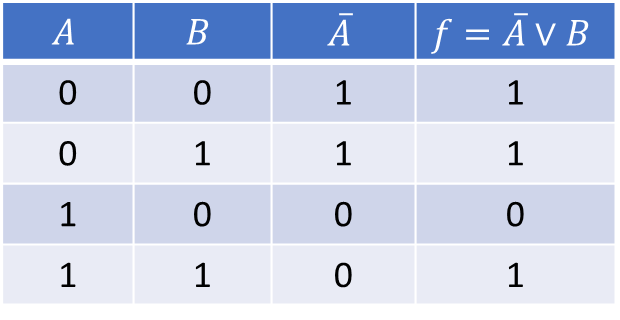 A B Ā f = Ā ∨ B
0 0 1 1
0 1 1 1
1 0 0 0
1 1 0 1